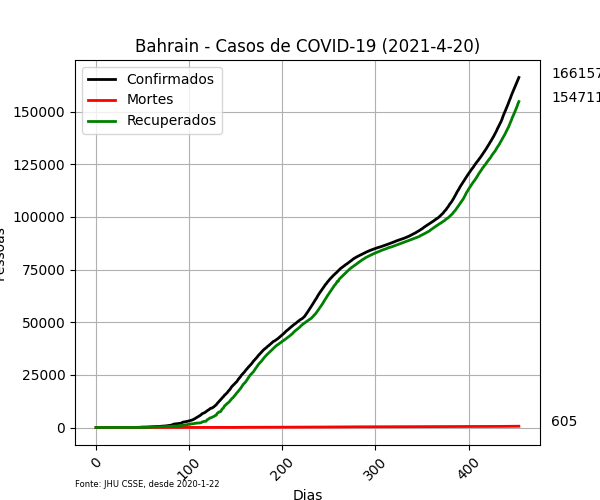 Bahrain - Casos de COVID-19 (2021-4-20)
Confirmados
Mortes
Recuperados
166157
154711
605
150000
125000
100000
75000
50000
25000
0
0
100
200
300
400
Dias
Fonte: JHU CSSE, desde 2020-1-22